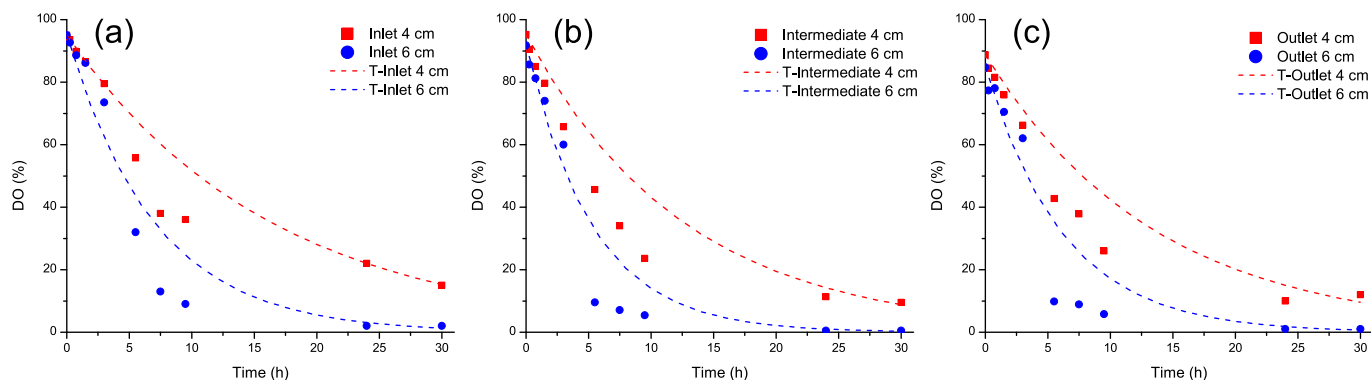 (a)
Inlet 4 cm
Inlet 6 cm
T-Inlet 4 cm
T-Inlet 6 cm
100
80
60
40
20
0
DO (%)
0 5 10 15 20 25 30
Time (h)
(b)
Intermediate 4 cm
Intermediate 6 cm
T-Intermediate 4 cm
T-Intermediate 6 cm
100
80
60
40
20
0
DO (%)
0 5 10 15 20 25 30
Time (h)
(c)
Outlet 4 cm
Outlet 6 cm
T-Outlet 4 cm
T-Outlet 6 cm
100
80
60
40
20
0
DO (%)
0 5 10 15 20 25 30
Time (h)